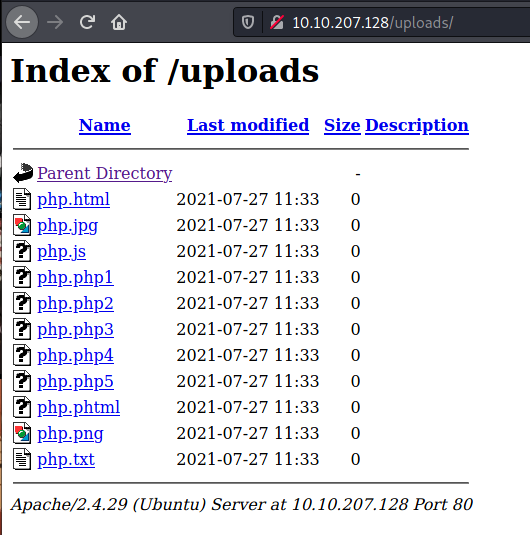 10.10.207.128/uploads/
Index of /uploads
Name Last modified Size Description
Parent Directory -
php.html 2021-07-27 11:33 0
php.jpg 2021-07-27 11:33 0
php.js 2021-07-27 11:33 0
php.php1 2021-07-27 11:33 0
php.php2 2021-07-27 11:33 0
php.php3 2021-07-27 11:33 0
php.php4 2021-07-27 11:33 0
php.php5 2021-07-27 11:33 0
php.phtml 2021-07-27 11:33 0
php.png 2021-07-27 11:33 0
php.txt 2021-07-27 11:33 0
Apache/2.4.29 (Ubuntu) Server at 10.10.207.128 Port 80